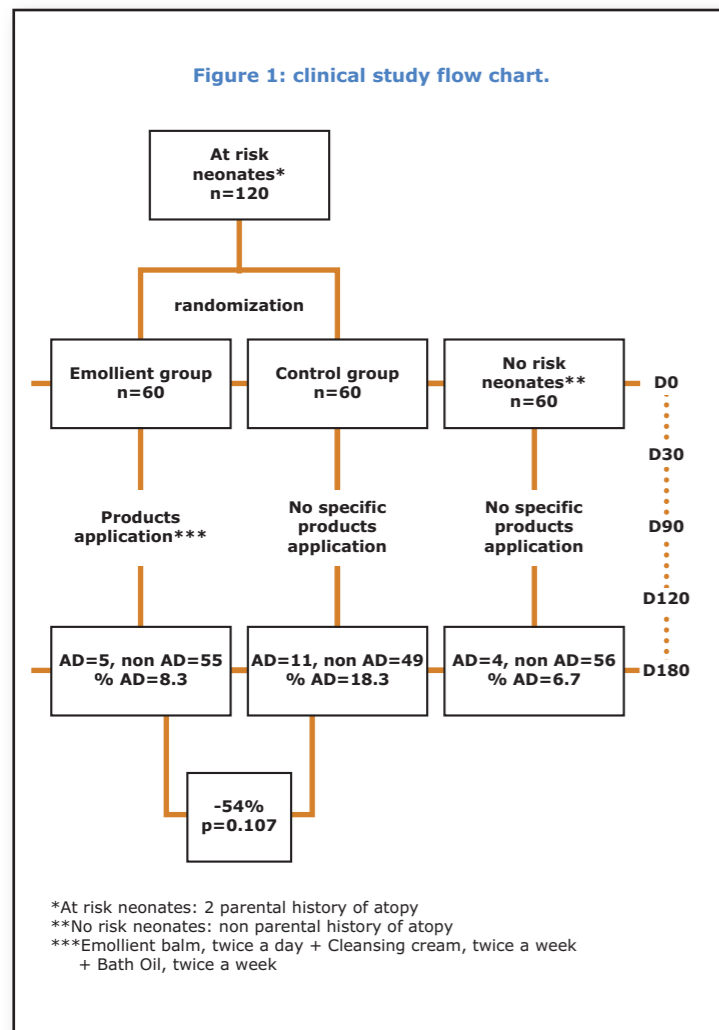 Figure 1: clinical study flow chart.
At risk
neonates*
n=120
randomization
Emollient group
n=60
Control group
n=60
No risk
neonates**
n=60
D0
D30
Products
application***
No specific
products
application
No specific
products
application
D90
D120
AD=5, non AD=55
% AD=8.3
AD=11, non AD=49
% AD=18.3
AD=4, non AD=56
% AD=6.7
D180
-54%
p=0.107
*At risk neonates: 2 parental history of atopy
**No risk neonates: non parental history of atopy
***Emollient balm, twice a day + Cleansing cream, twice a week
+ Bath Oil, twice a week